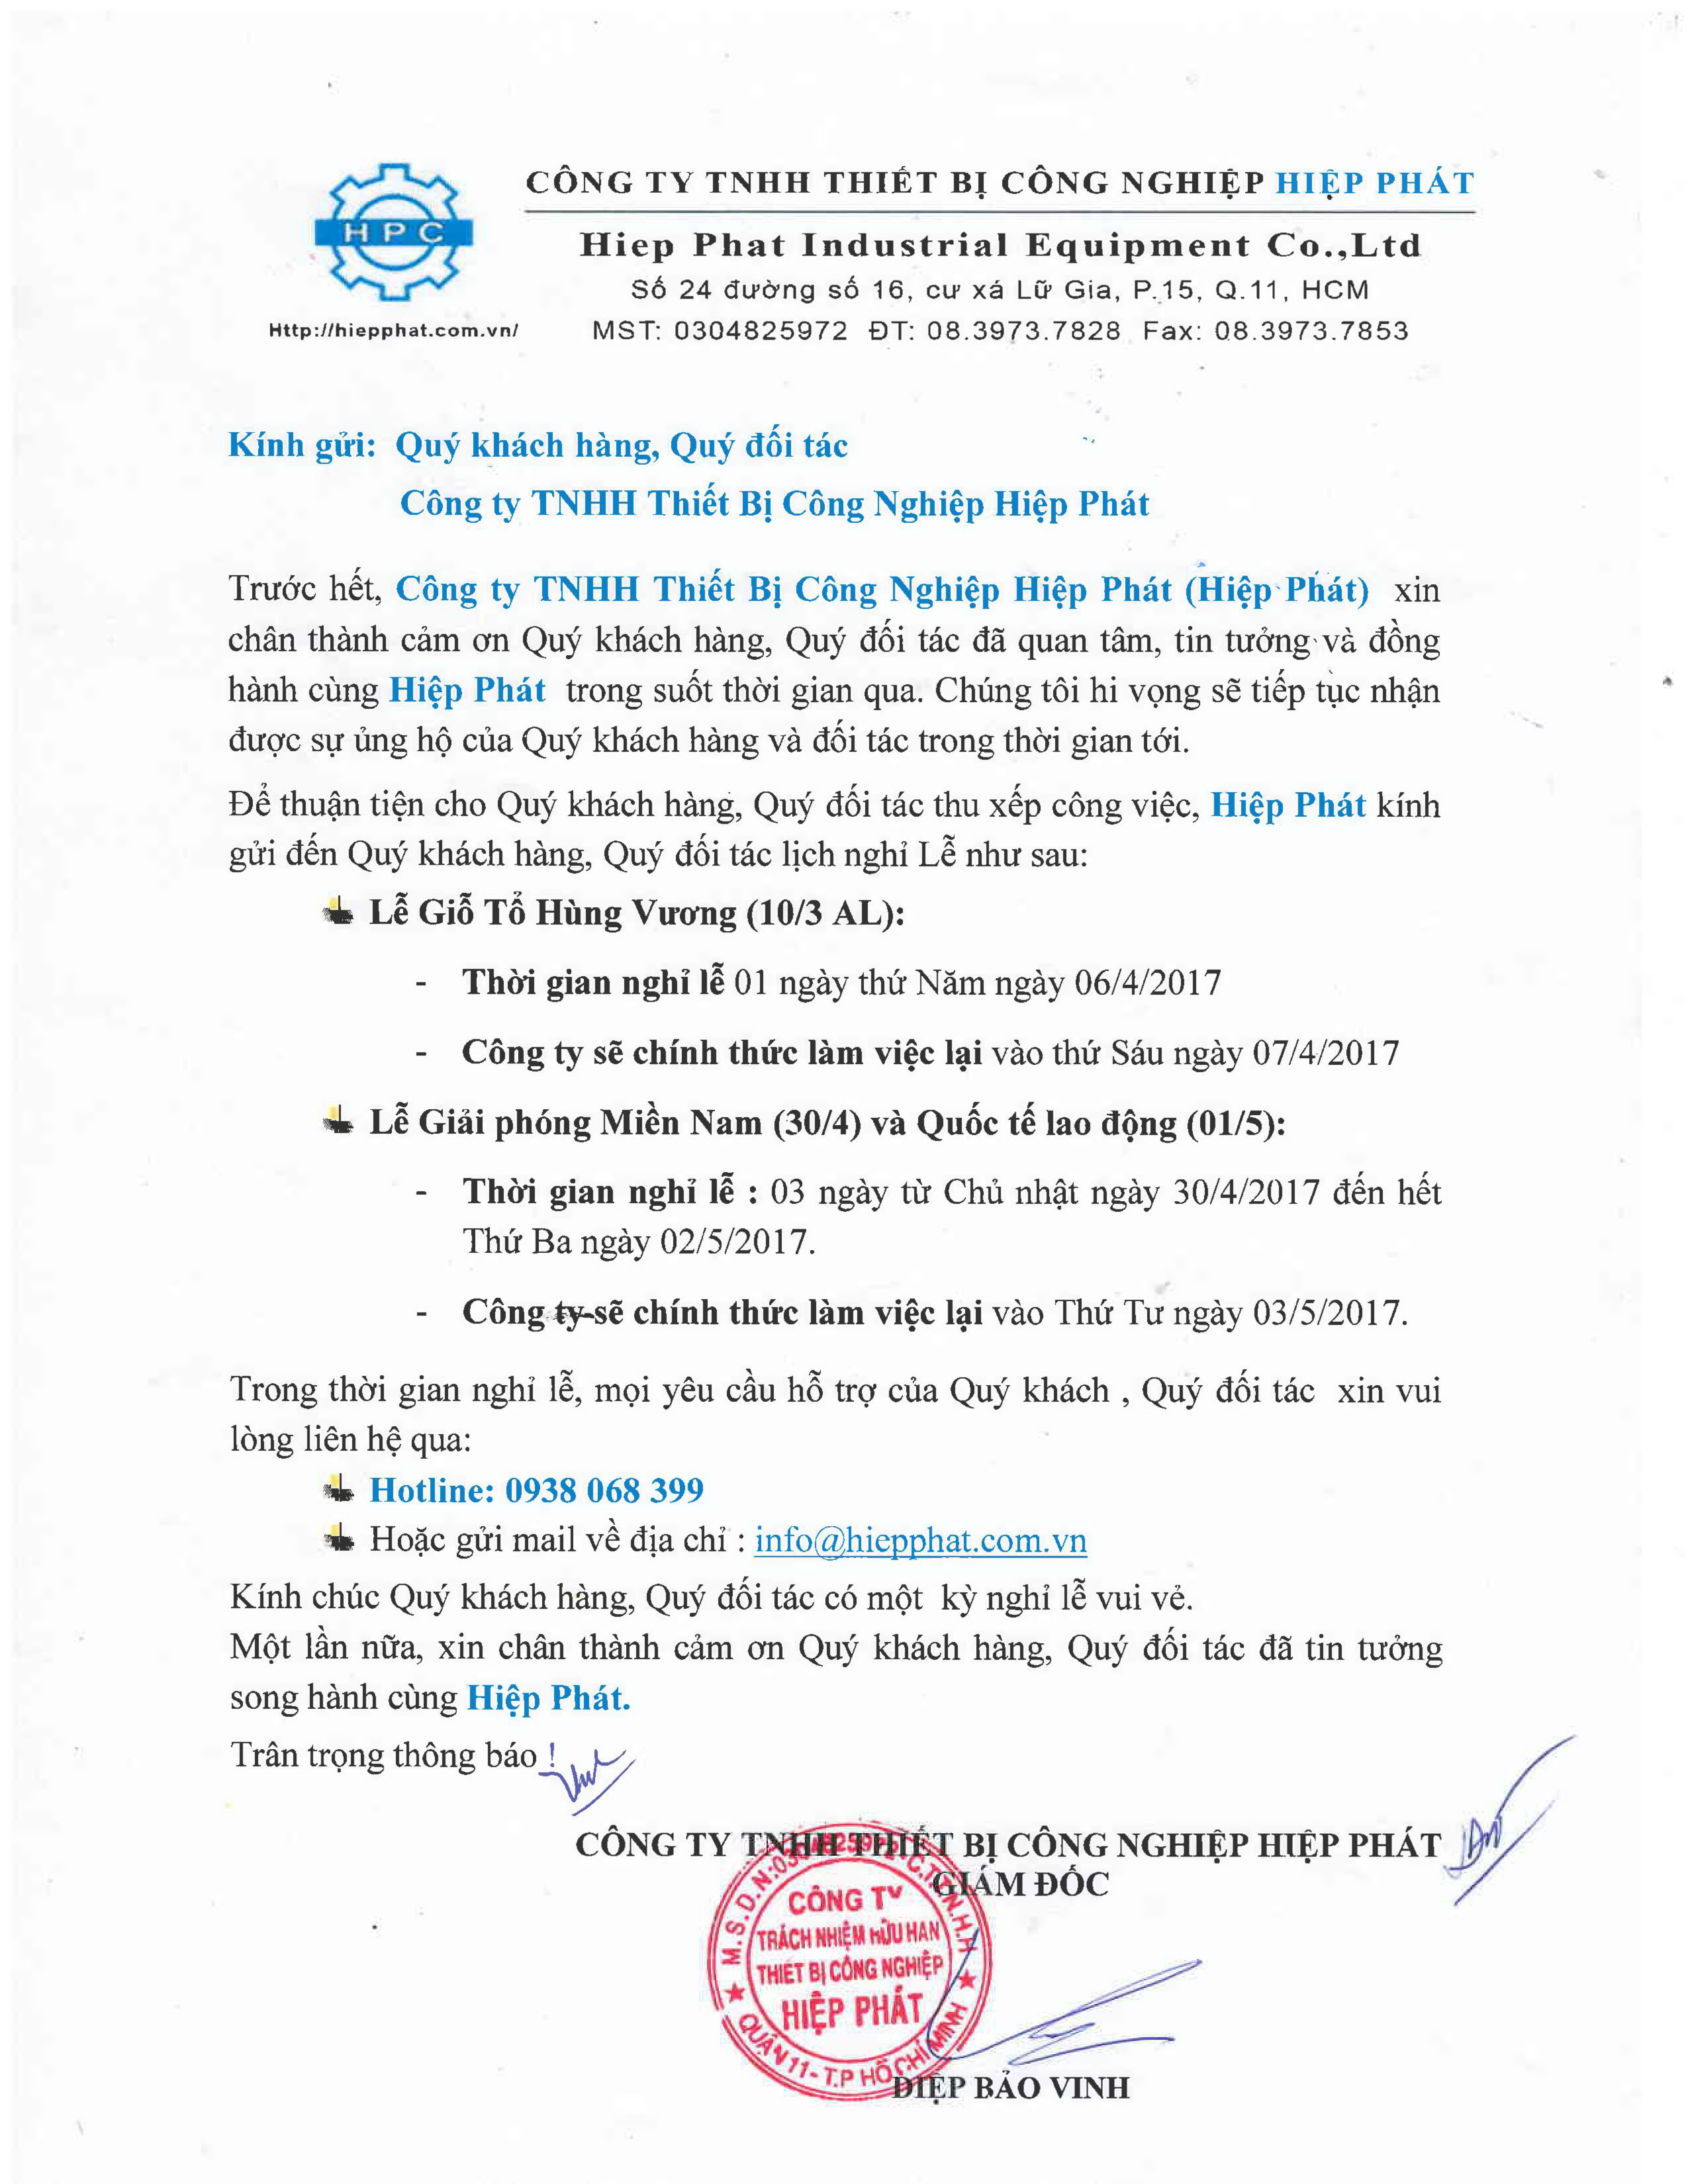 CÔNG TY TNHH THIẾT BỊ CÔNG NGHIỆP HIỆP PHÁT
HPC
Hiep Phat Industrial Equipment Co.,Ltd
Số 24 đường số 16, cư xá Lữ Gia, P.15, Q.11, HCM
Http://hiepphat.com.vn/
MST: 0304825972 ĐT: 08.3973.7828 Fax: 08.3973.7853
Kính gửi: Quý khách hàng, Quý đối tác
Công ty TNHH Thiết Bị Công Nghiệp Hiệp Phát
Trước hết, Công ty TNHH Thiết Bị Công Nghiệp Hiệp Phát (Hiệp Phát) xin
chân thành cảm ơn Quý khách hàng, Quý đối tác đã quan tâm, tin tưởng và đồng
hành cùng Hiệp Phát trong suốt thời gian qua. Chúng tôi hi vọng sẽ tiếp tục nhận
được sự ủng hộ của Quý khách hàng và đối tác trong thời gian tới.
Để thuận tiện cho Quý khách hàng, Quý đối tác thu xếp công việc, Hiệp Phát kính
gửi đến Quý khách hàng, Quý đối tác lịch nghỉ Lễ như sau:
Lễ Giỗ Tổ Hùng Vương (10/3 AL):
- Thời gian nghỉ lễ 01 ngày thứ Năm ngày 06/4/2017
- Công ty sẽ chính thức làm việc lại vào thứ Sáu ngày 07/4/2017
Lễ Giải phóng Miền Nam (30/4) và Quốc tế lao động (01/5):
- Thời gian nghỉ lễ : 03 ngày từ Chủ nhật ngày 30/4/2017 đến hết
Thứ Ba ngày 02/5/2017.
- Công ty sẽ chính thức làm việc lại vào Thứ Tư ngày 03/5/2017.
Trong thời gian nghỉ lễ, mọi yêu cầu hỗ trợ của Quý khách , Quý đối tác xin vui
lòng liên hệ qua:
Hotline: 0938 068 399
Hoặc gửi mail về địa chỉ : info@hiepphat.com.vn
Kính chúc Quý khách hàng, Quý đối tác có một kỳ nghỉ lễ vui vẻ.
Một lần nữa, xin chân thành cảm ơn Quý khách hàng, Quý đối tác đã tin tưởng
song hành cùng Hiệp Phát.
Trân trọng thông báo !
CÔNG TY TNHH THIẾT BỊ CÔNG NGHIỆP HIỆP PHÁT
GIÁM ĐỐC
M.S.D.N:0304825972-C.T.T.N.H.H
CÔNG TY
TRÁCH NHIỆM HỮU HẠN
THIẾT BỊ CÔNG NGHIỆP
HIỆP PHÁT
QUẬN 11 - T.P HỒ CHÍ MINH
DIỆP BẢO VINH